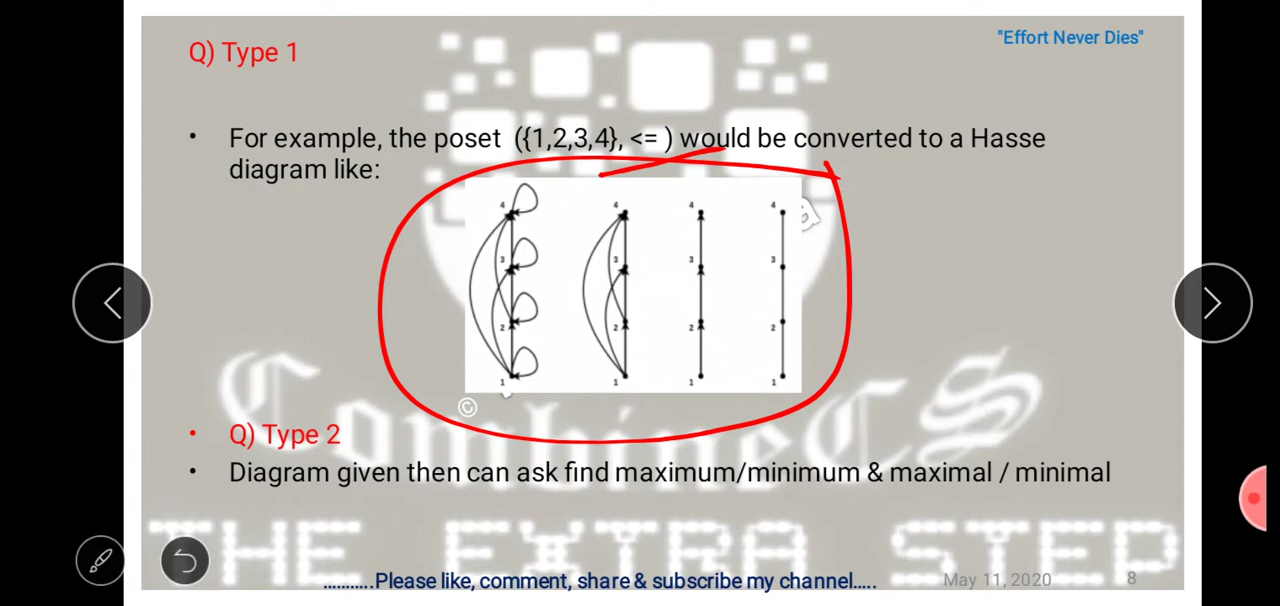 Q) Type 1
"Effort Never Dies"
• For example, the poset ({1,2,3,4}, <= ) would be converted to a Hasse
diagram like:
4 4 4 4
3 3 3 3
2 2 2 2
1 1 1 1
©
• Q) Type 2
• Diagram given then can ask find maximum/minimum & maximal / minimal
CombineCS
THE EXTRA STEP
...........Please like, comment, share & subscribe my channel.....
May 11, 2020
8